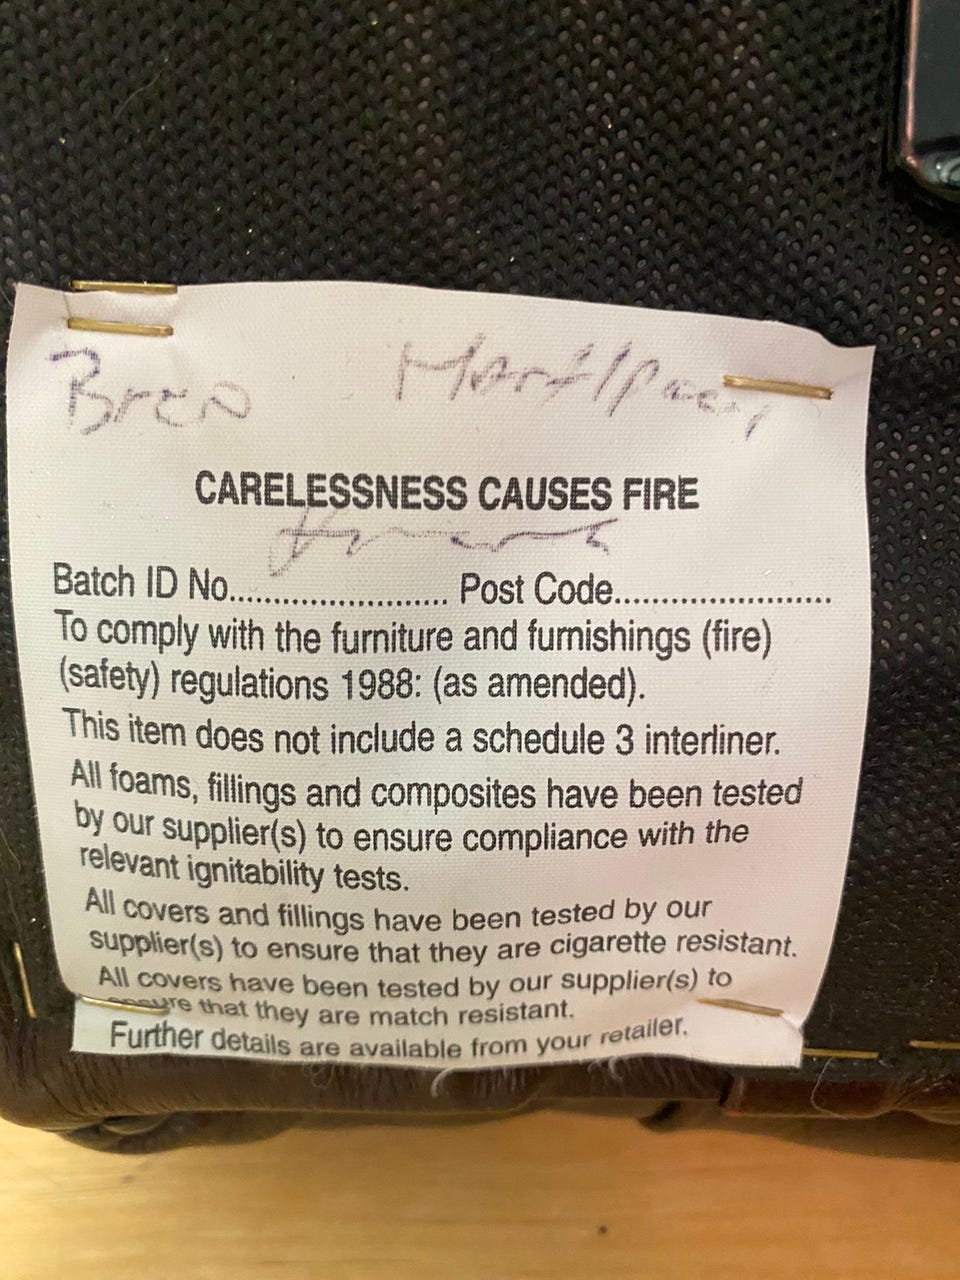 Bren
CARELESSNESS CAUSES FIRE
Batch ID No........................ Post Code.......................
To comply with the furniture and furnishings (fire)
(safety) regulations 1988: (as amended).
This item does not include a schedule 3 interliner.
All foams, fillings and composites have been tested
by our supplier(s) to ensure compliance with the
relevant ignitability tests.
All covers and fillings have been tested by our
supplier(s) to ensure that they are cigarette resistant.
All covers have been tested by our supplier(s) to
ensure that they are match resistant.
Further details are available from your retailer.